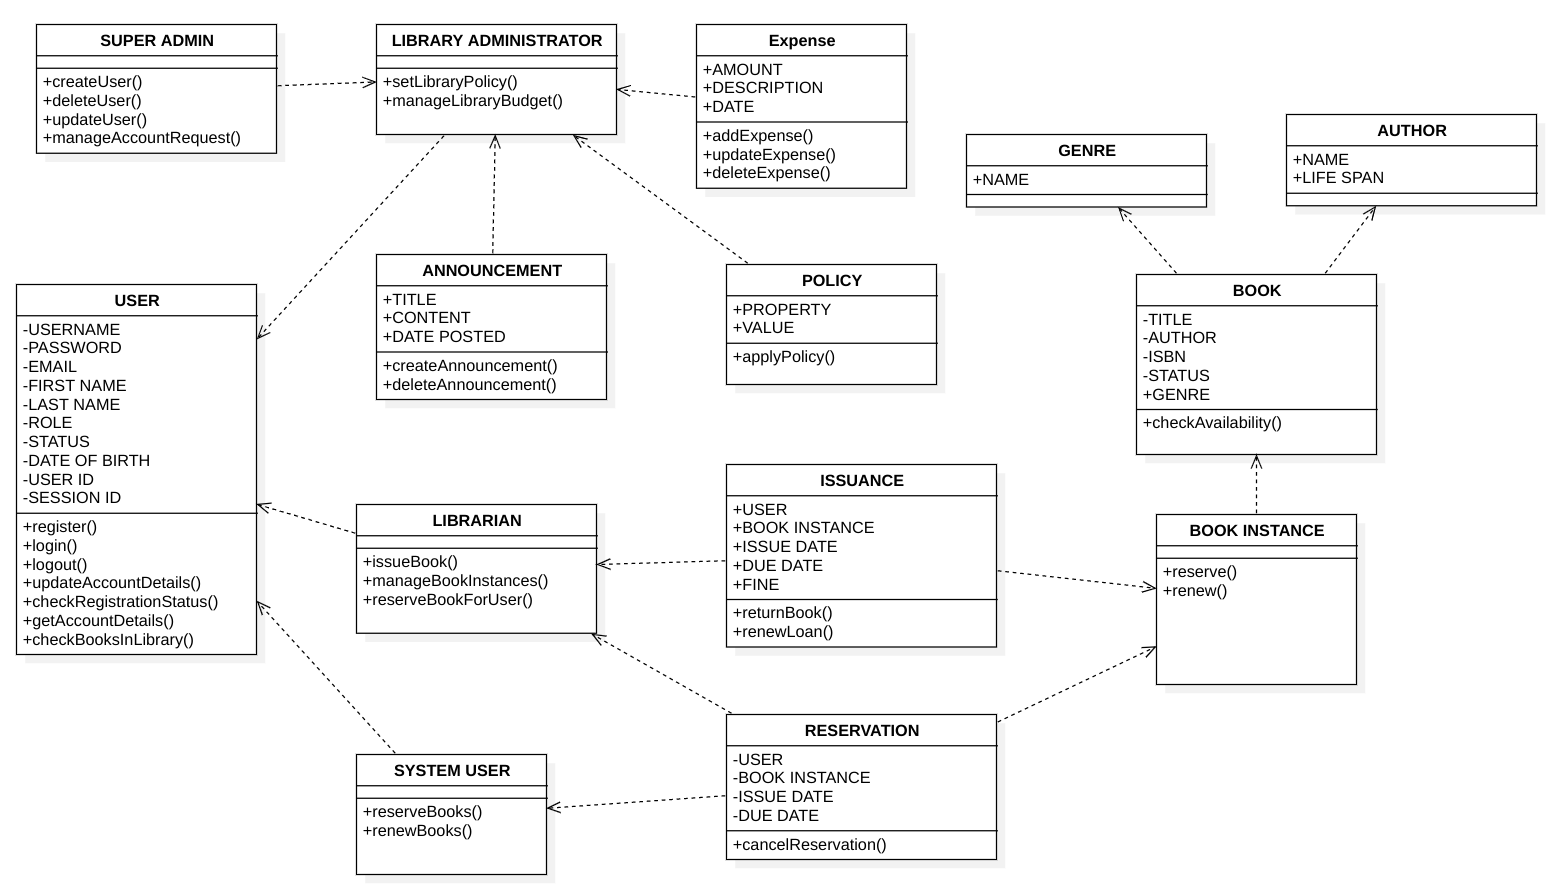 SUPER ADMIN
+createUser()
+deleteUser()
+updateUser()
+manageAccountRequest()
LIBRARY ADMINISTRATOR
+setLibraryPolicy()
+manageLibraryBudget()
Expense
+AMOUNT
+DESCRIPTION
+DATE
+addExpense()
+updateExpense()
+deleteExpense()
GENRE
+NAME
AUTHOR
+NAME
+LIFE SPAN
USER
-USERNAME
-PASSWORD
-EMAIL
-FIRST NAME
-LAST NAME
-ROLE
-STATUS
-DATE OF BIRTH
-USER ID
-SESSION ID
+register()
+login()
+logout()
+updateAccountDetails()
+checkRegistrationStatus()
+getAccountDetails()
+checkBooksInLibrary()
ANNOUNCEMENT
+TITLE
+CONTENT
+DATE POSTED
+createAnnouncement()
+deleteAnnouncement()
POLICY
+PROPERTY
+VALUE
+applyPolicy()
BOOK
-TITLE
-AUTHOR
-ISBN
-STATUS
+GENRE
+checkAvailability()
LIBRARIAN
+issueBook()
+manageBookInstances()
+reserveBookForUser()
ISSUANCE
+USER
+BOOK INSTANCE
+ISSUE DATE
+DUE DATE
+FINE
+returnBook()
+renewLoan()
BOOK INSTANCE
+reserve()
+renew()
SYSTEM USER
+reserveBooks()
+renewBooks()
RESERVATION
-USER
-BOOK INSTANCE
-ISSUE DATE
-DUE DATE
+cancelReservation()